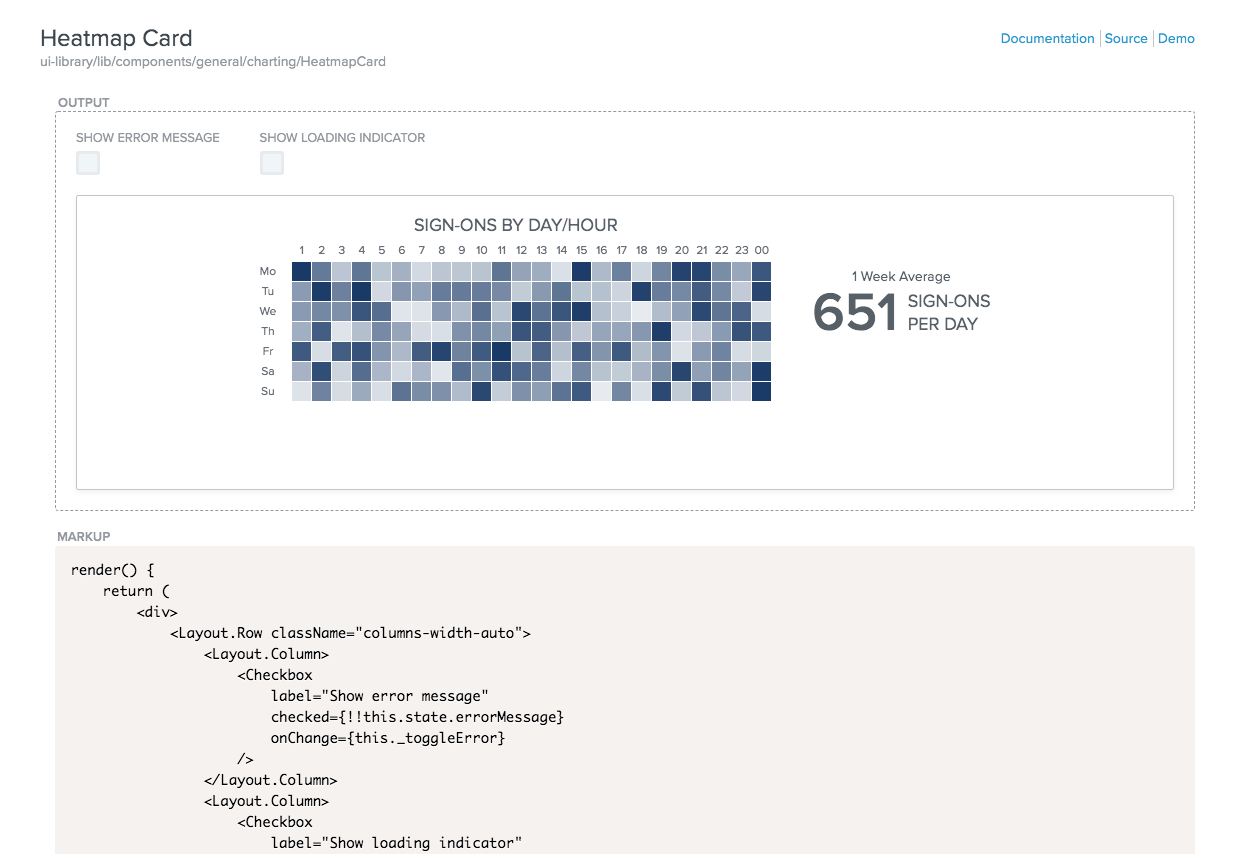 Heatmap Card
Documentation Source Demo
ui-library/lib/components/general/charting/HeatmapCard
OUTPUT
SHOW ERROR MESSAGE SHOW LOADING INDICATOR
SIGN-ONS BY DAY/HOUR
1 2 3 4 5 6 7 8 9 10 11 12 13 14 15 16 17 18 19 20 21 22 23 00
Mo
Tu
We
Th
Fr
Sa
Su
1 Week Average
651 SIGN-ONS
PER DAY
MARKUP
render() {
    return (
        <div>
            <Layout.Row className="columns-width-auto">
                <Layout.Column>
                    <Checkbox
                        label="Show error message"
                        checked={!!this.state.errorMessage}
                        onChange={this._toggleError}
                    />
                </Layout.Column>
                <Layout.Column>
                    <Checkbox
                        label="Show loading indicator"